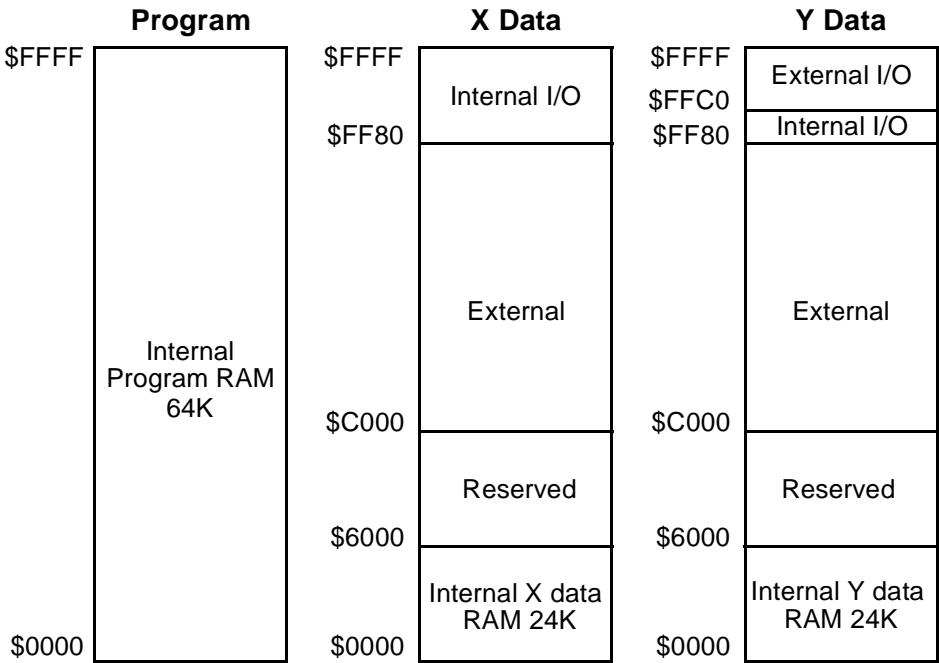 Program
$FFFF
Internal
Program RAM
64K
$0000
X Data
$FFFF
Internal I/O
$FF80
External
$C000
Reserved
$6000
Internal X data
RAM 24K
$0000
Y Data
$FFFF
External I/O
$FFC0
Internal I/O
$FF80
External
$C000
Reserved
$6000
Internal Y data
RAM 24K
$0000